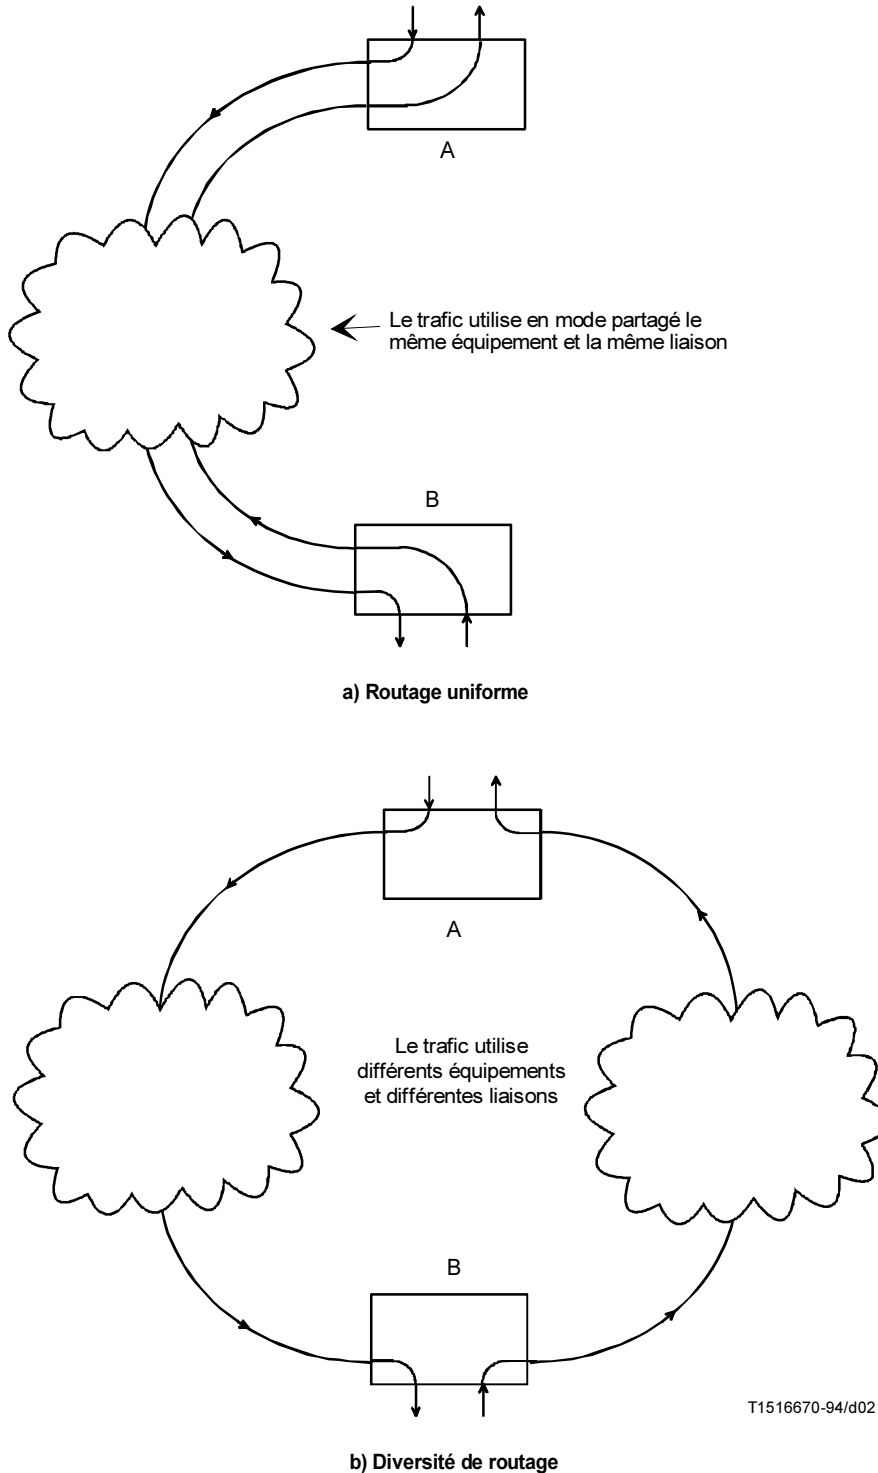 A
Le trafic utilise en mode partagé le
même équipement et la même liaison
B
a) Routage uniforme
A
Le trafic utilise
différents équipements
et différentes liaisons
B
T1516670-94/d02
b) Diversité de routage